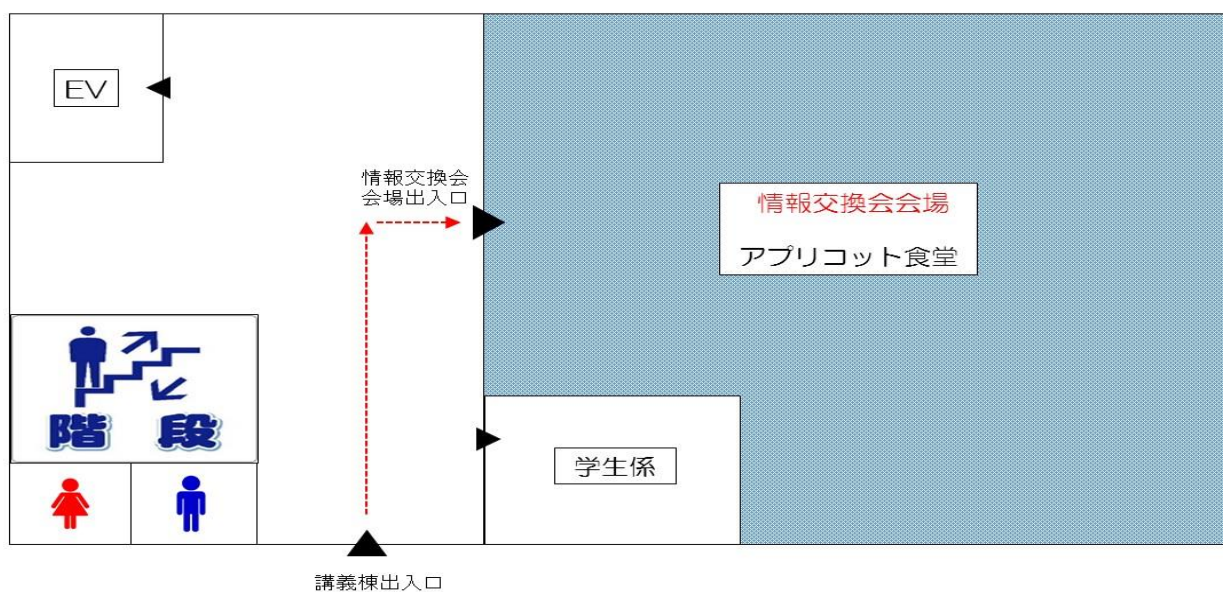 EV
情報交換会
会場出入口
情報交換会会場
アプリコット食堂
階段
学生係
講義棟出入口